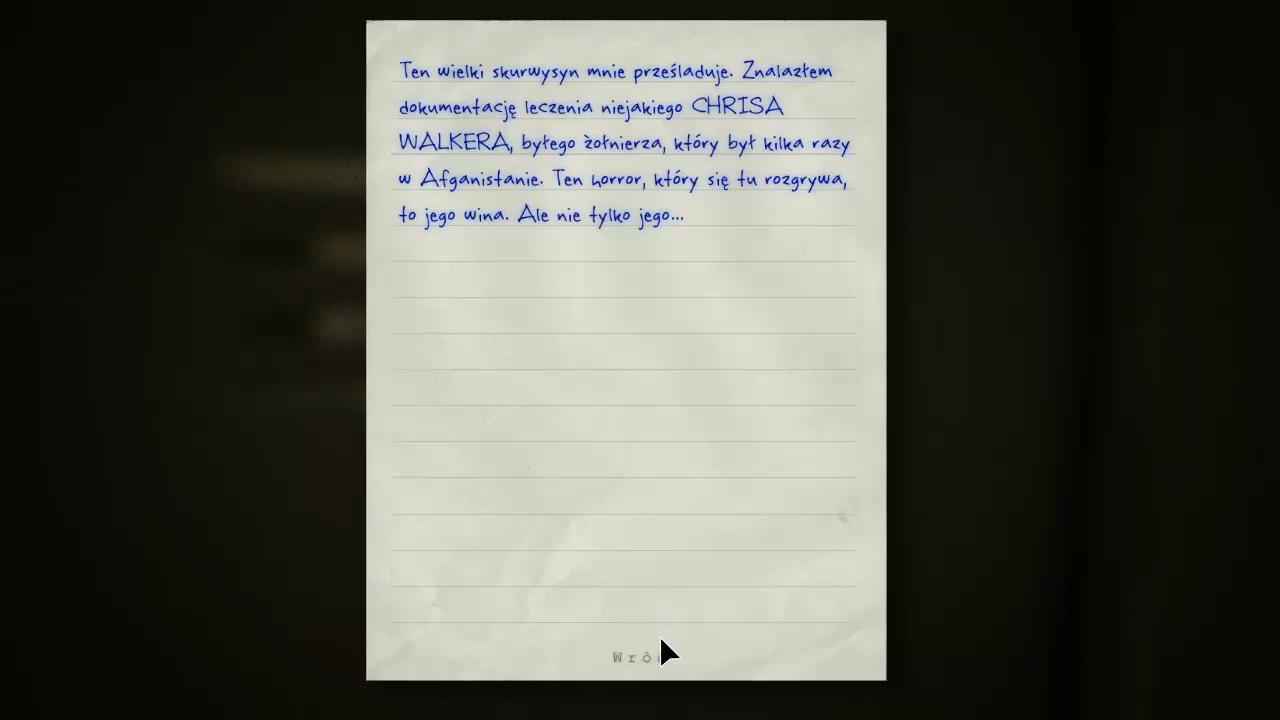 Ten wielki skurwysyn mnie prześladuje. Znalazłem
dokumentację leczenia niejakiego CHRISA
WALKERA, byłego żołnierza, który był kilka razy
w Afganistanie. Ten horror, który się tu rozgrywa,
to jego wina. Ale nie tylko jego...